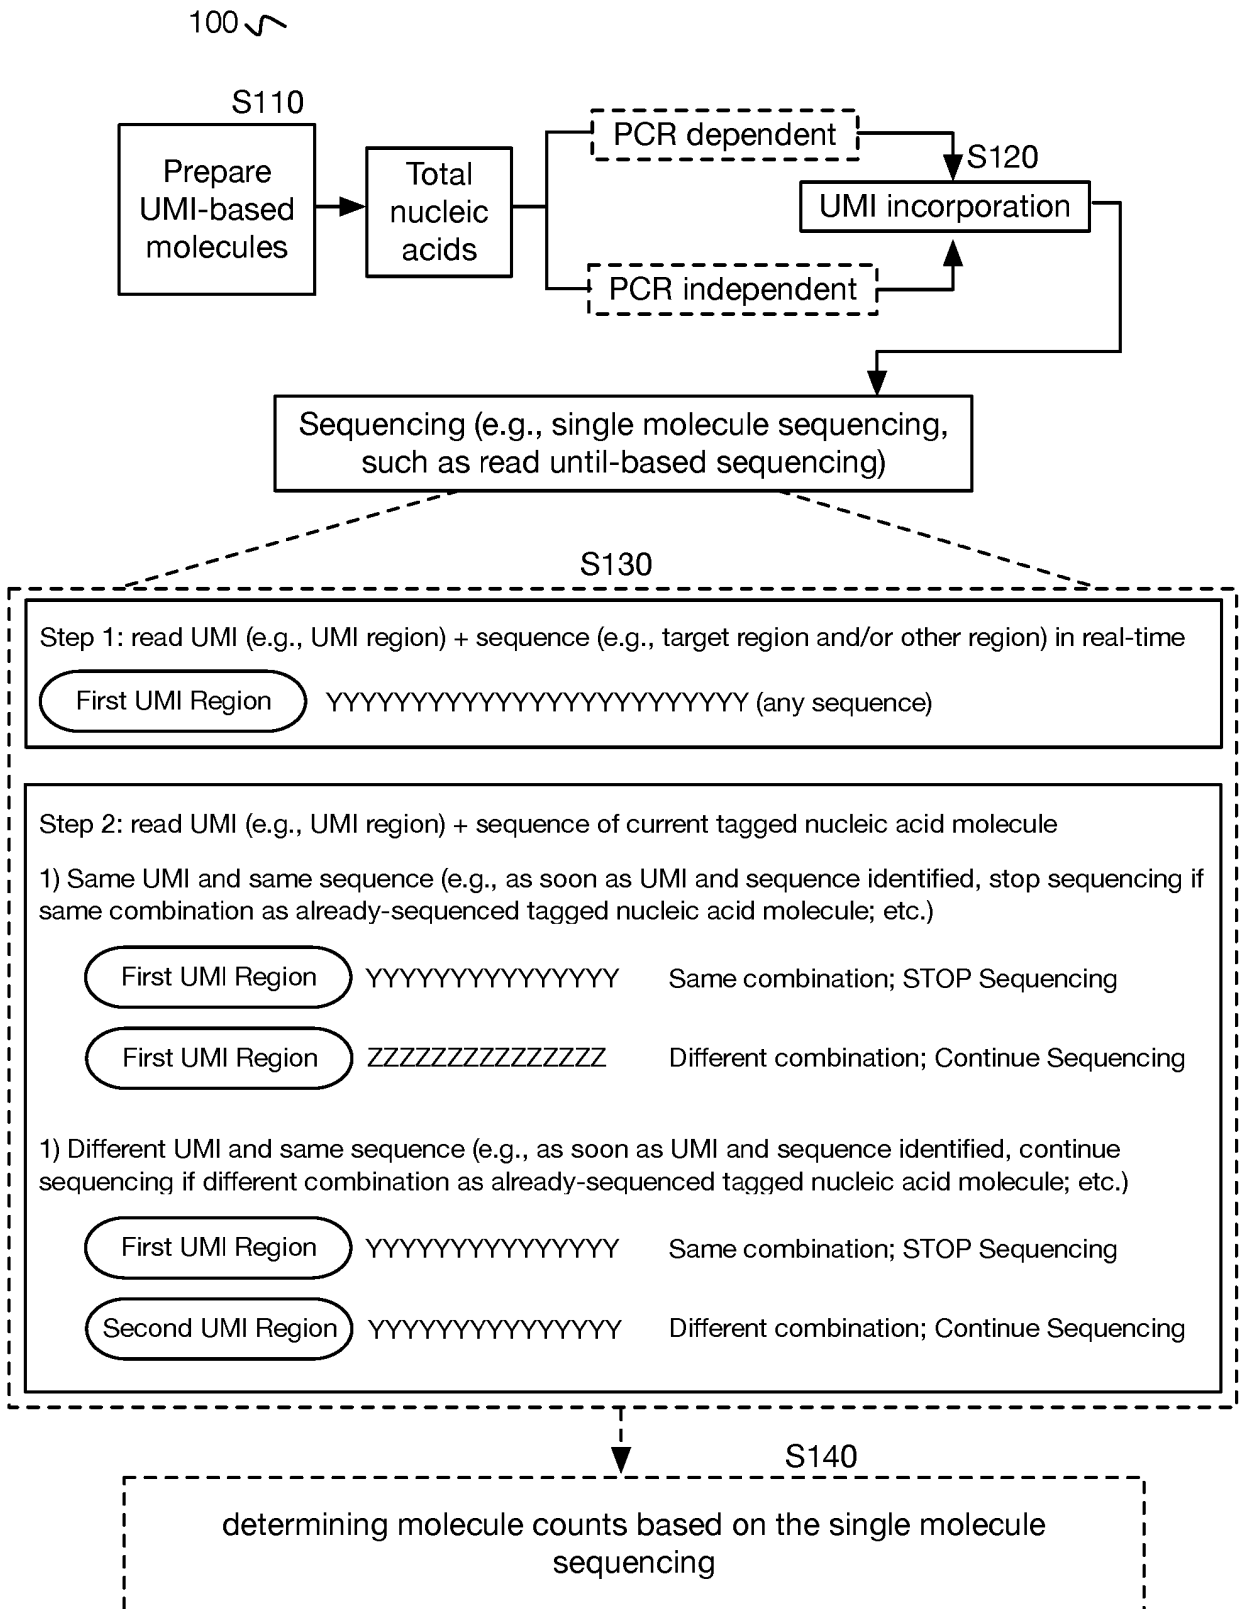 100
S110
Prepare
UMI-based
molecules
Total
nucleic
acids
PCR dependent
PCR independent
S120
UMI incorporation
Sequencing (e.g., single molecule sequencing,
such as read until-based sequencing)
S130
Step 1: read UMI (e.g., UMI region) + sequence (e.g., target region and/or other region) in real-time
First UMI Region YYYYYYYYYYYYYYYYYYYYYYYYY (any sequence)
Step 2: read UMI (e.g., UMI region) + sequence of current tagged nucleic acid molecule
1) Same UMI and same sequence (e.g., as soon as UMI and sequence identified, stop sequencing if
same combination as already-sequenced tagged nucleic acid molecule; etc.)
First UMI Region YYYYYYYYYYYYYYY Same combination; STOP Sequencing
First UMI Region ZZZZZZZZZZZZZZZ Different combination; Continue Sequencing
1) Different UMI and same sequence (e.g., as soon as UMI and sequence identified, continue
sequencing if different combination as already-sequenced tagged nucleic acid molecule; etc.)
First UMI Region YYYYYYYYYYYYYYY Same combination; STOP Sequencing
Second UMI Region YYYYYYYYYYYYYYY Different combination; Continue Sequencing
S140
determining molecule counts based on the single molecule
sequencing